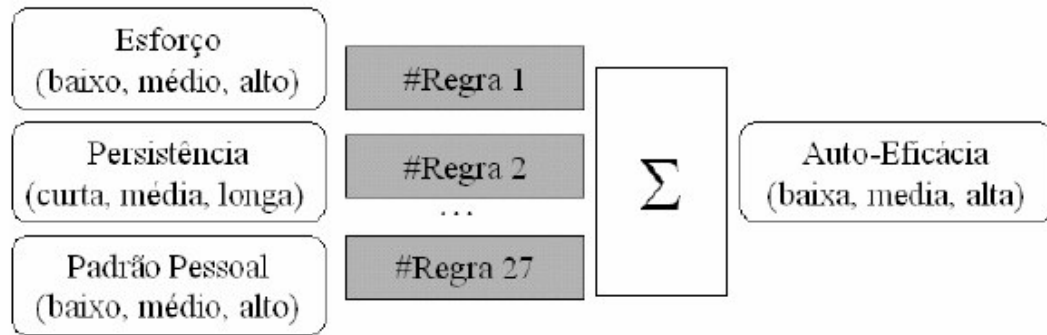 Esforço
(baixo, médio, alto)
Persistência
(curta, média, longa)
Padrão Pessoal
(baixo, médio, alto)
#Regra 1
#Regra 2
...
#Regra 27
Σ
Auto-Eficácia
(baixa, media, alta)